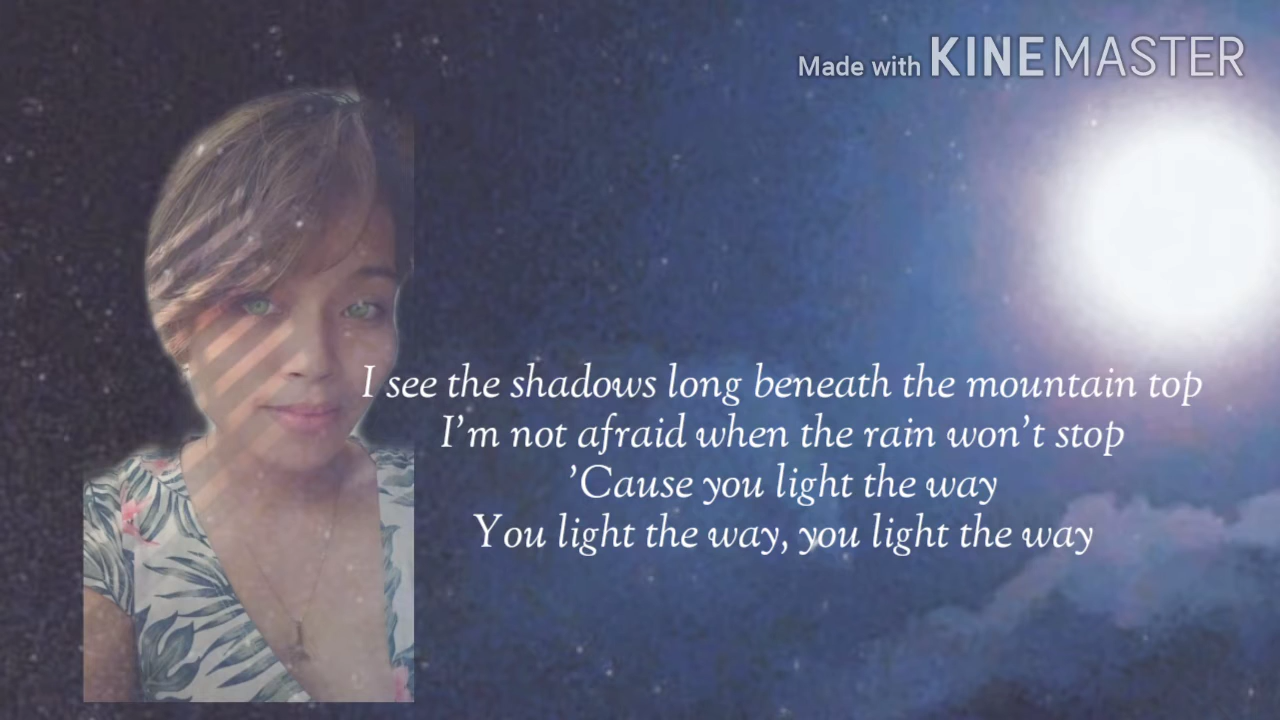 Made with KINEMASTER
I see the shadows long beneath the mountain top
I'm not afraid when the rain won't stop
'Cause you light the way
You light the way, you light the way